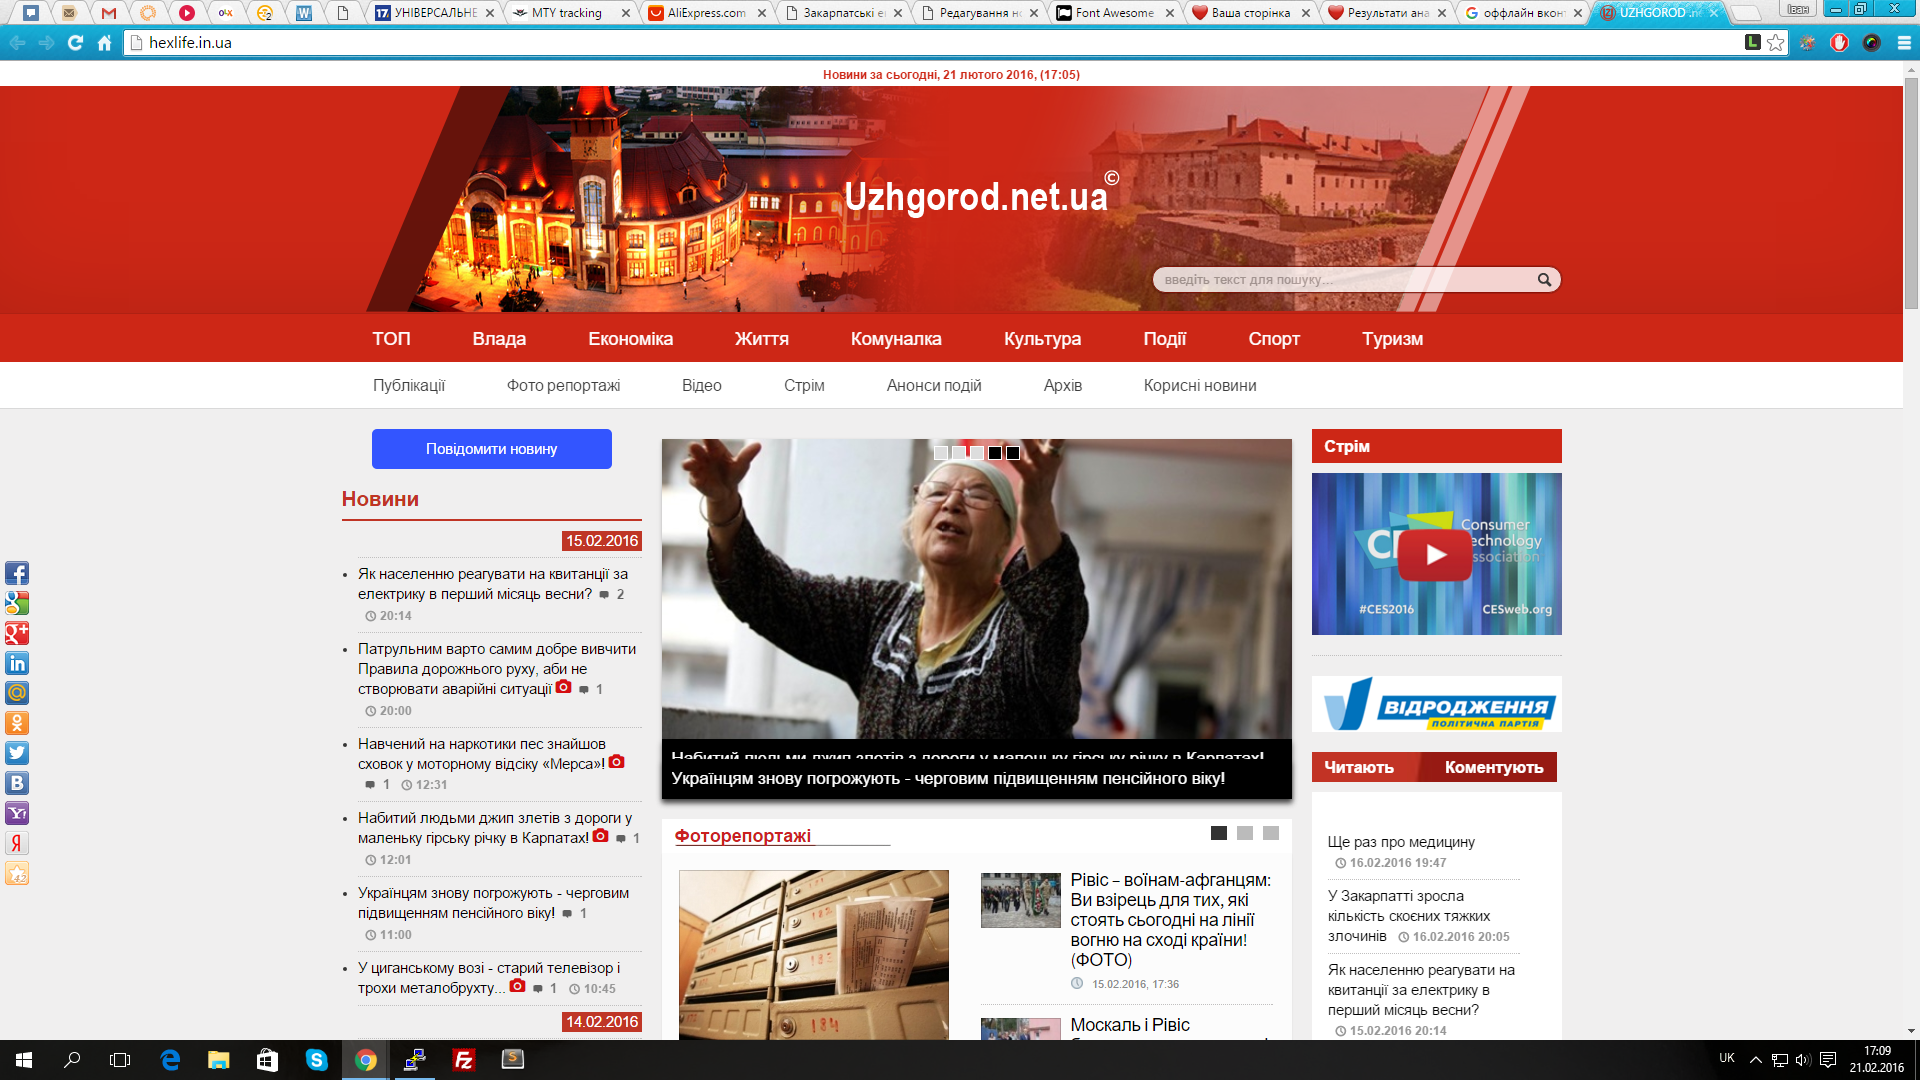 УНІВЕРСАЛЬНЕ
MTY tracking
AliExpress.com
Закарпатські е
Редагування но
Font Awesome
Ваша сторінка
Результати ана
оффлайн вконт
UZHGOROD .ne
Іван
hexlife.in.ua
Новини за сьогодні, 21 лютого 2016, (17:05)
Uzhgorod.net.ua©
введіть текст для пошуку...
ТОП Влада Економіка Життя Комуналка Культура Події Спорт Туризм
Публікації Фото репортажі Відео Стрім Анонси подій Архів Корисні новини
Повідомити новину
Новини
15.02.2016
Як населенню реагувати на квитанції за
електрику в перший місяць весни? 2
20:14
Патрульним варто самим добре вивчити
Правила дорожнього руху, аби не
створювати аварійні ситуації 1
20:00
Навчений на наркотики пес знайшов
сховок у моторному відсіку «Мерса»!
1 12:31
Набитий людьми джип злетів з дороги у
маленьку гірську річку в Карпатах! 1
12:01
Українцям знову погрожують - черговим
підвищенням пенсійного віку! 1
11:00
У циганському возі - старий телевізор і
трохи металобрухту... 1 10:45
14.02.2016
Набитий людьми джип злетів з дороги у маленьку гірську річку в Карпатах!
Українцям знову погрожують - черговим підвищенням пенсійного віку!
Фоторепортажі
184
Рівіс – воїнам-афганцям:
Ви взірець для тих, які
стоять сьогодні на лінії
вогню на сході країни!
(ФОТО)
15.02.2016, 17:36
Москаль і Рівіс
Стрім
Consumer
Technology
Association
#CES2016 CESweb.org
ВІДРОДЖЕННЯ
ПОЛІТИЧНА ПАРТІЯ
Читають Коментують
Ще раз про медицину
16.02.2016 19:47
У Закарпатті зросла
кількість скоєних тяжких
злочинів 16.02.2016 20:05
Як населенню реагувати на
квитанції за електрику в
перший місяць весни?
15.02.2016 20:14
UK
17:09
21.02.2016